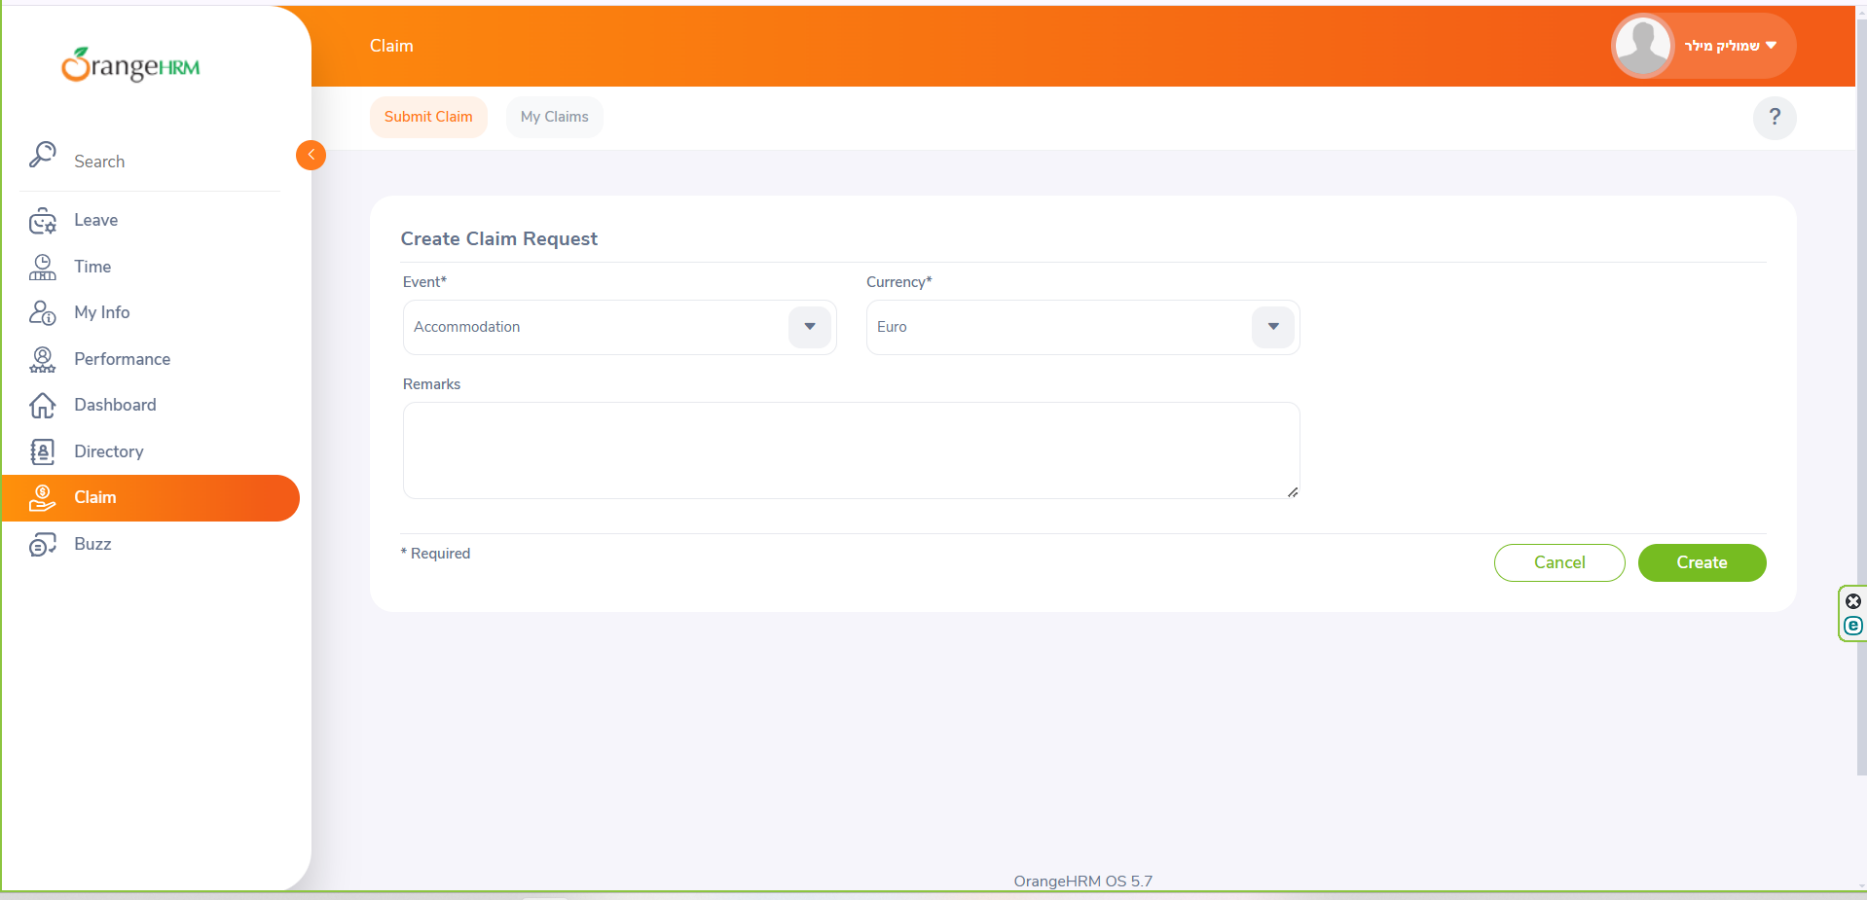 OrangeHRM
Claim
שמוליק מילר
Submit Claim
My Claims
?
Search
Leave
Time
My Info
Performance
Dashboard
Directory
Claim
Buzz
Create Claim Request
Event*
Currency*
Accommodation
Euro
Remarks
* Required
Cancel
Create
OrangeHRM OS 5.7